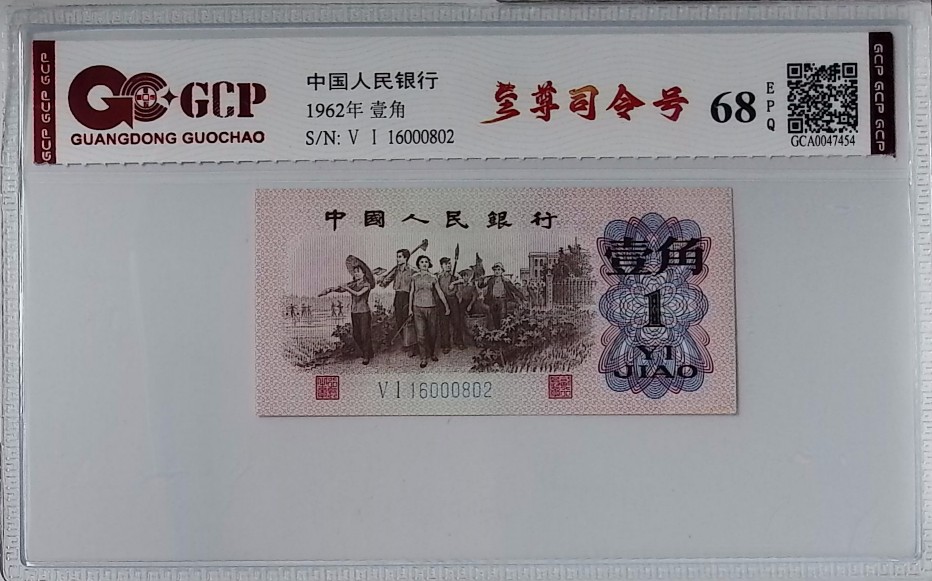 GCP GCP GCP
GCP
GUANGDONG GUOCHAO
中国人民银行
1962年 壹角
S/N: V I 16000802
至尊司令号
68
EPQ
GCA0047454
GCP GCP GCP
中國人民銀行
壹角
1
YI
JIAO
V I 16000802